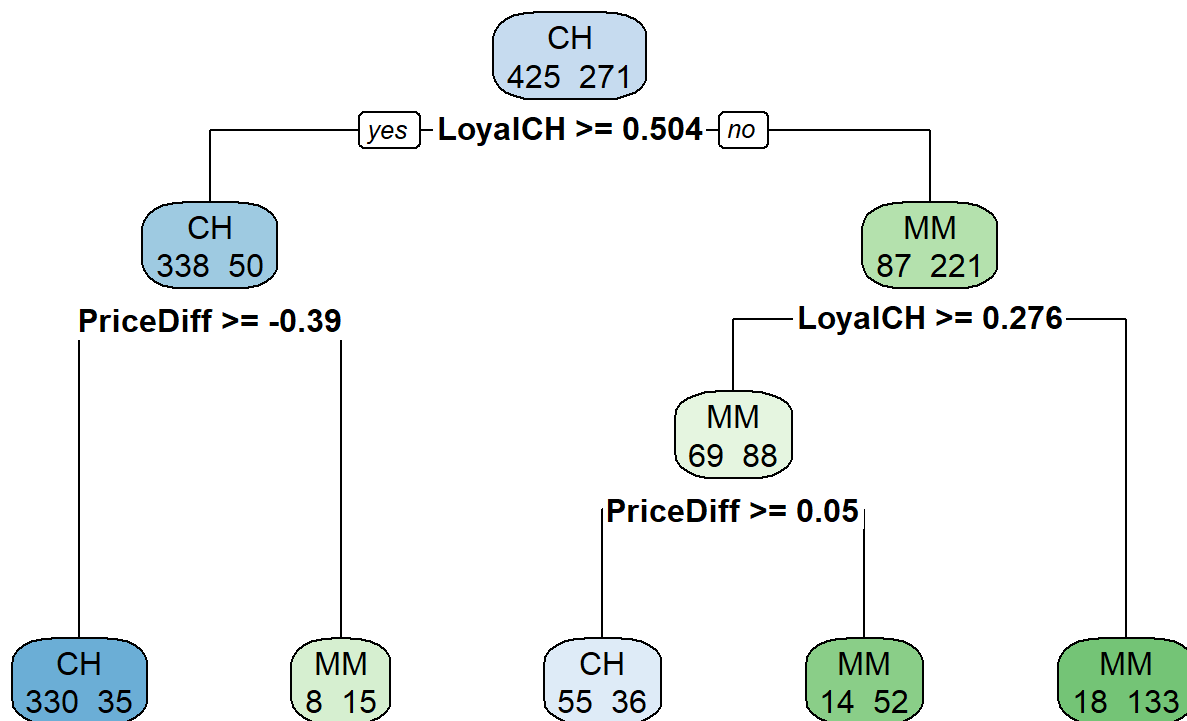 CH
425 271
yes LoyalCH >= 0.504 no
CH
338 50
MM
87 221
PriceDiff >= -0.39
LoyalCH >= 0.276
MM
69 88
PriceDiff >= 0.05
CH
330 35
MM
8 15
CH
55 36
MM
14 52
MM
18 133